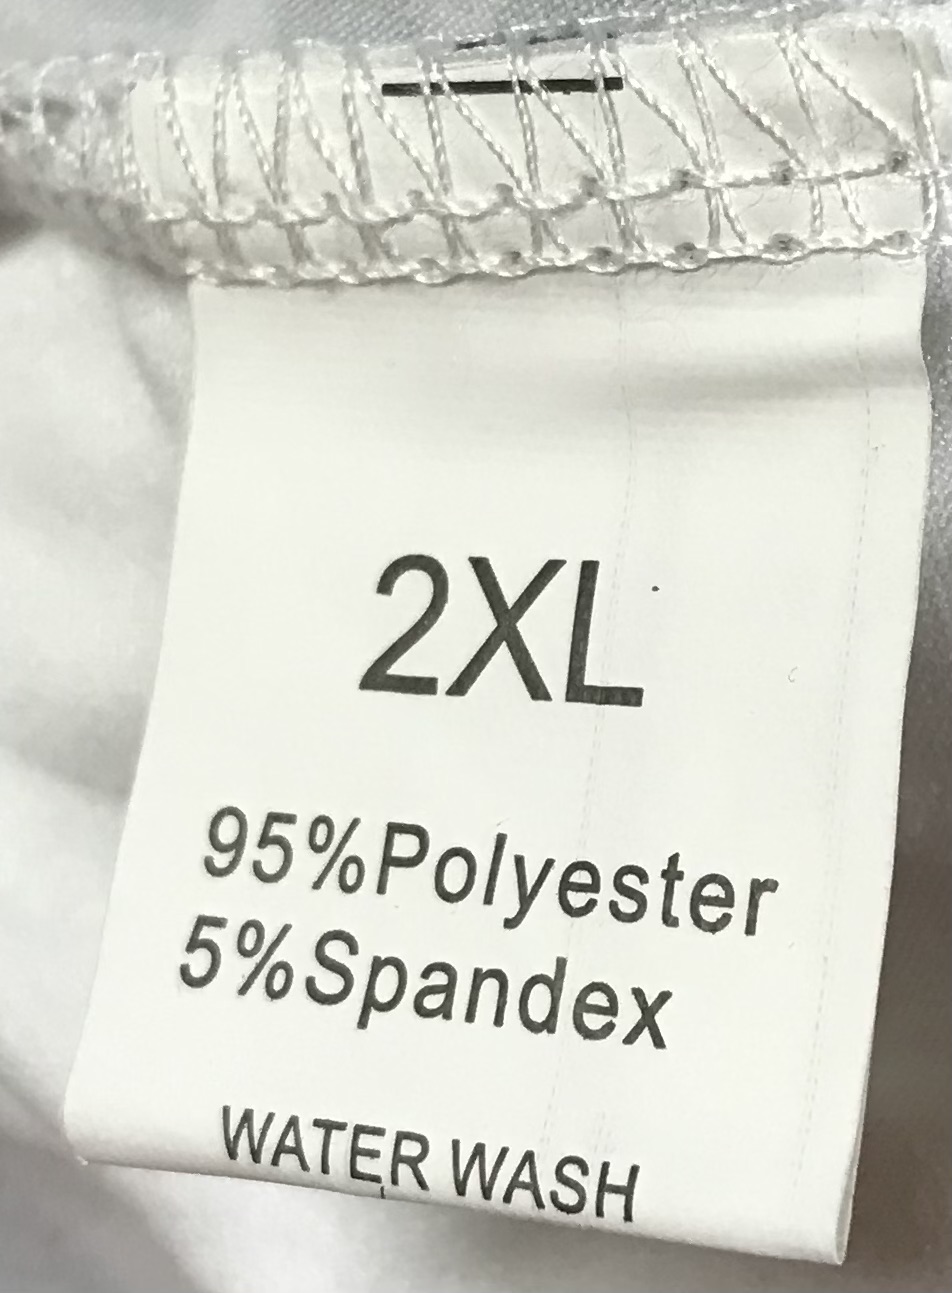 2XL
95%Polyester
5%Spandex
WATER WASH